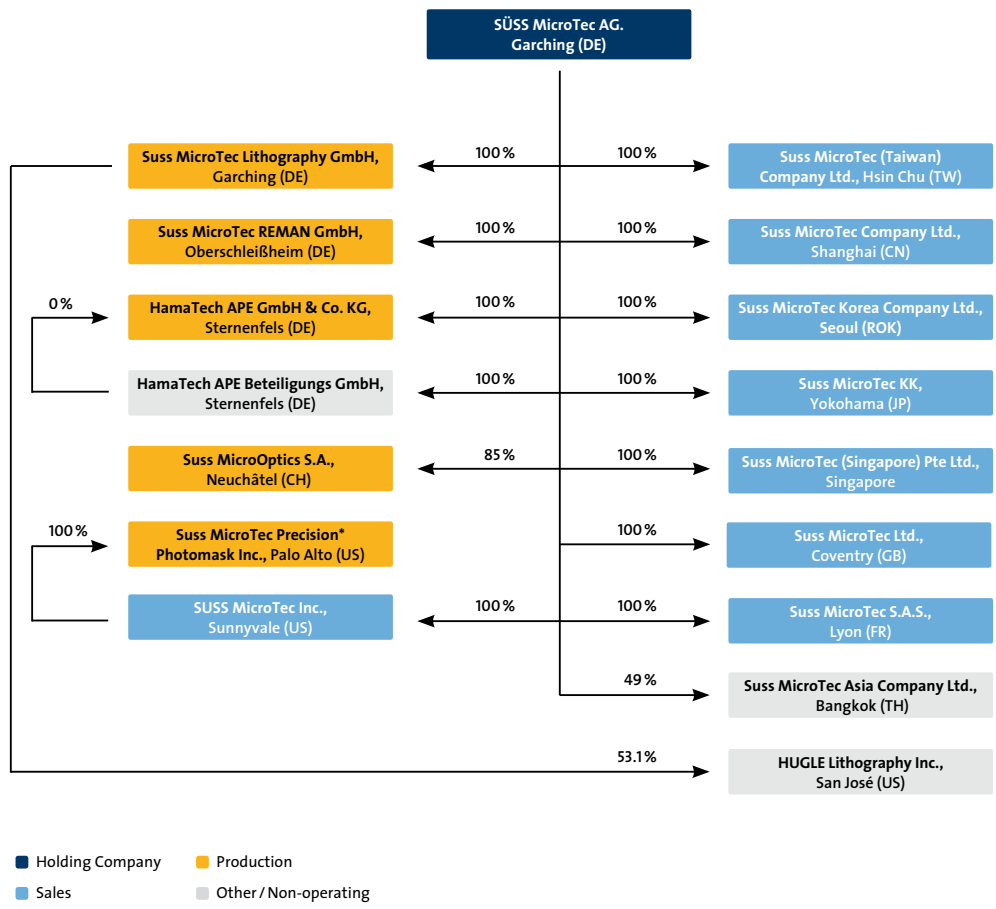 SÜSS MicroTec AG.
Garching (DE)
Suss MicroTec Lithography GmbH,
Garching (DE)
100 %
100 %
Suss MicroTec (Taiwan)
Company Ltd., Hsin Chu (TW)
Suss MicroTec REMAN GmbH,
Oberschleißheim (DE)
100 %
100 %
Suss MicroTec Company Ltd.,
Shanghai (CN)
0 %
HamaTech APE GmbH & Co. KG,
Sternenfels (DE)
100 %
100 %
Suss MicroTec Korea Company Ltd.,
Seoul (ROK)
HamaTech APE Beteiligungs GmbH,
Sternenfels (DE)
100 %
100 %
Suss MicroTec KK,
Yokohama (JP)
Suss MicroOptics S.A.,
Neuchâtel (CH)
85 %
100 %
Suss MicroTec (Singapore) Pte Ltd.,
Singapore
100 %
Suss MicroTec Precision*
Photomask Inc., Palo Alto (US)
100 %
Suss MicroTec Ltd.,
Coventry (GB)
SUSS MicroTec Inc.,
Sunnyvale (US)
100 %
100 %
Suss MicroTec S.A.S.,
Lyon (FR)
49 %
Suss MicroTec Asia Company Ltd.,
Bangkok (TH)
53.1 %
HUGLE Lithography Inc.,
San José (US)
Holding Company
Production
Sales
Other / Non-operating